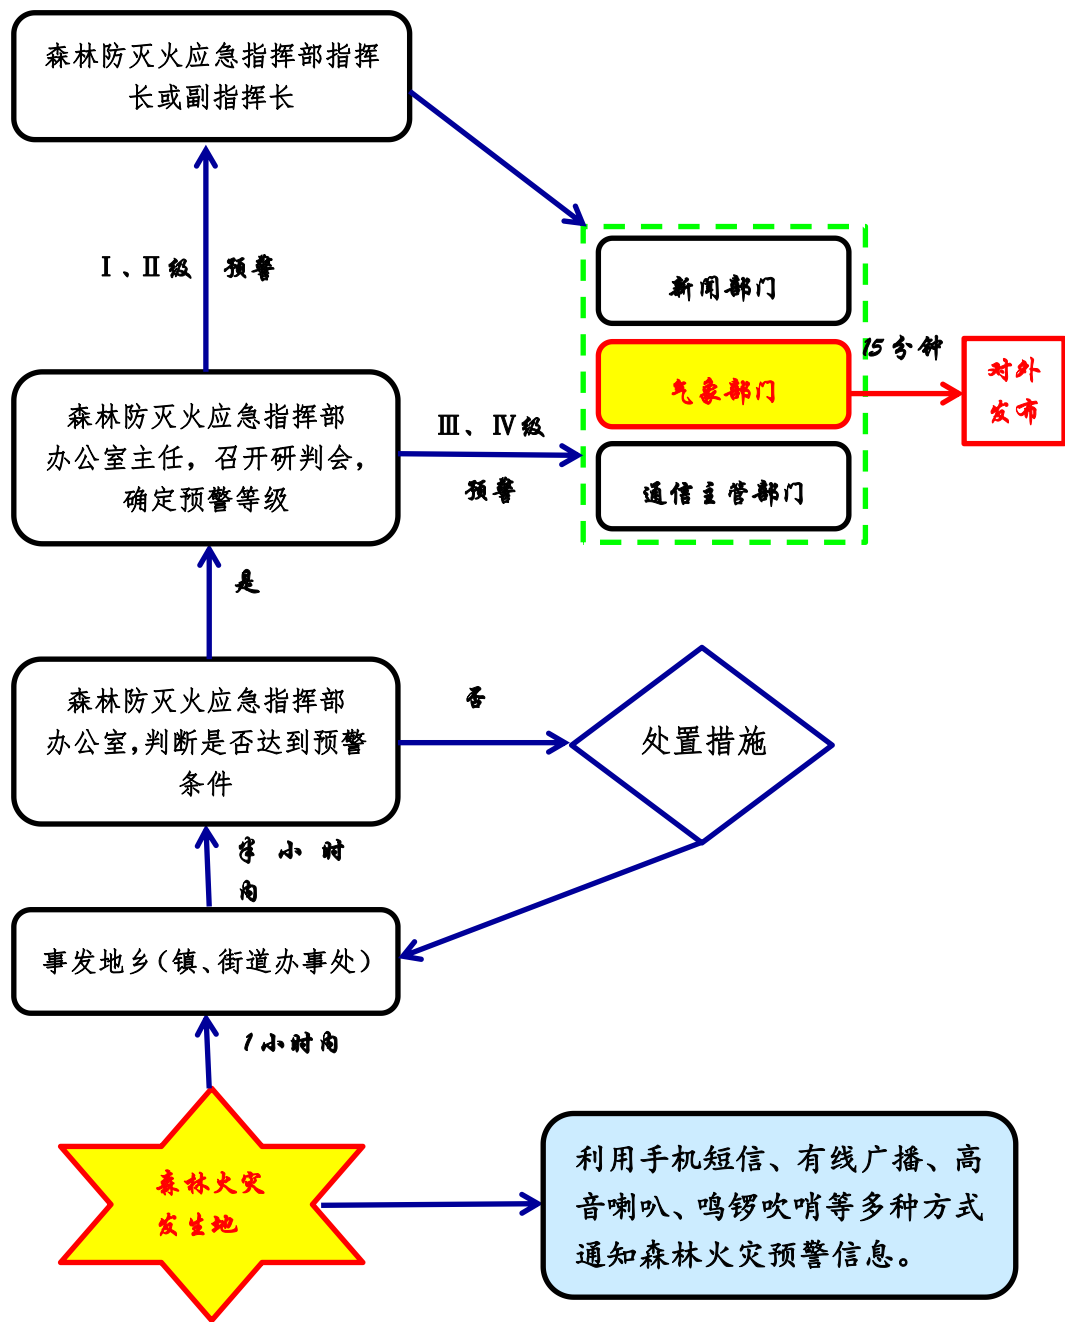 森林防灭火应急指挥部指挥
长或副指挥长
Ⅰ、Ⅱ级 预警
新闻部门
气象部门
15分钟
对外
发布
通信主管部门
森林防灭火应急指挥部
办公室主任，召开研判会，
确定预警等级
Ⅲ、Ⅳ级
预警
是
森林防灭火应急指挥部
办公室，判断是否达到预警
条件
否
处置措施
半小时
内
事发地乡（镇、街道办事处）
1小时内
森林火灾
发生地
利用手机短信、有线广播、高
音喇叭、鸣锣吹哨等多种方式
通知森林火灾预警信息。